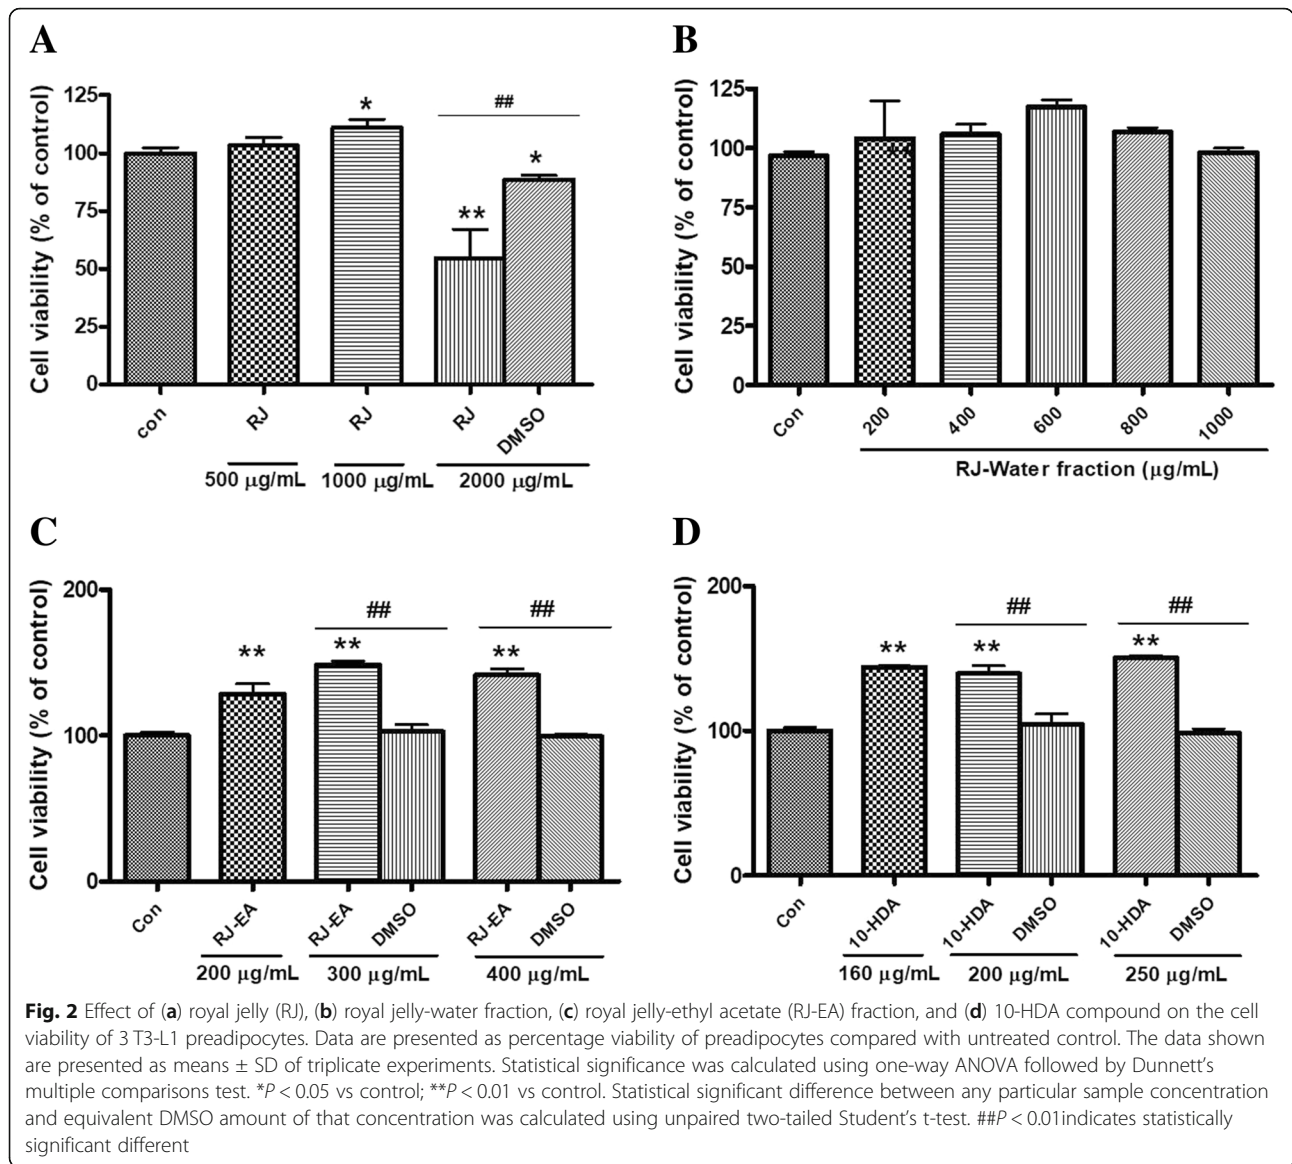 A
Cell viability (% of control)
125
100
75
50
25
0
*
**
*
##
con
RJ
RJ
RJ
DMSO
500 µg/mL
1000 µg/mL
2000 µg/mL
B
Cell viability (% of control)
125
100
75
50
25
0
Con
200
400
600
800
1000
RJ-Water fraction (µg/mL)
C
Cell viability (% of control)
200
100
0
**
**
##
**
##
Con
RJ-EA
RJ-EA
DMSO
RJ-EA
DMSO
200 µg/mL
300 µg/mL
400 µg/mL
D
Cell viability (% of control)
200
100
0
**
**
##
**
##
Con
10-HDA
10-HDA
DMSO
10-HDA
DMSO
160 µg/mL
200 µg/mL
250 µg/mL
Fig. 2 Effect of (a) royal jelly (RJ), (b) royal jelly-water fraction, (c) royal jelly-ethyl acetate (RJ-EA) fraction, and (d) 10-HDA compound on the cell
viability of 3 T3-L1 preadipocytes. Data are presented as percentage viability of preadipocytes compared with untreated control. The data shown
are presented as means ± SD of triplicate experiments. Statistical significance was calculated using one-way ANOVA followed by Dunnett's
multiple comparisons test. *P < 0.05 vs control; **P < 0.01 vs control. Statistical significant difference between any particular sample concentration
and equivalent DMSO amount of that concentration was calculated using unpaired two-tailed Student's t-test. ##P < 0.01indicates statistically
significant different